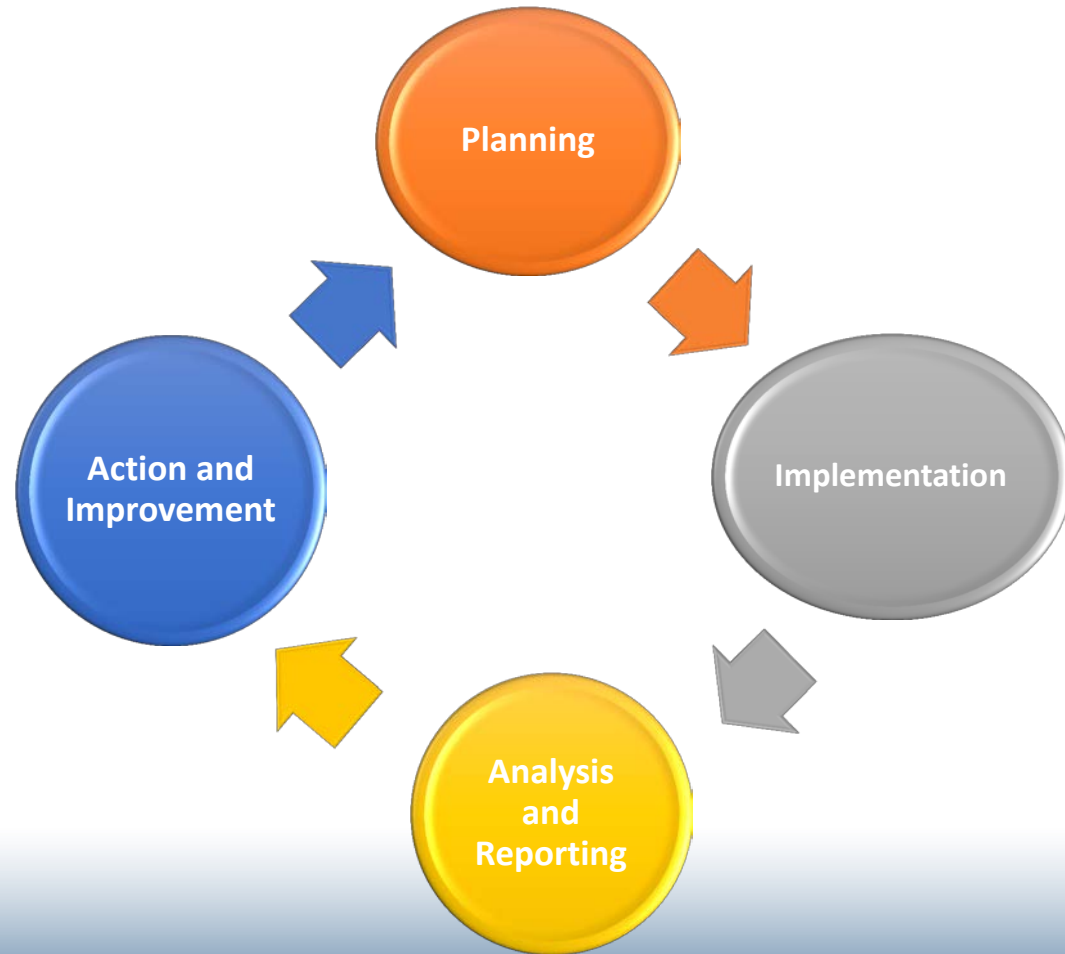 Planning
Implementation
Analysis
and
Reporting
Action and
Improvement